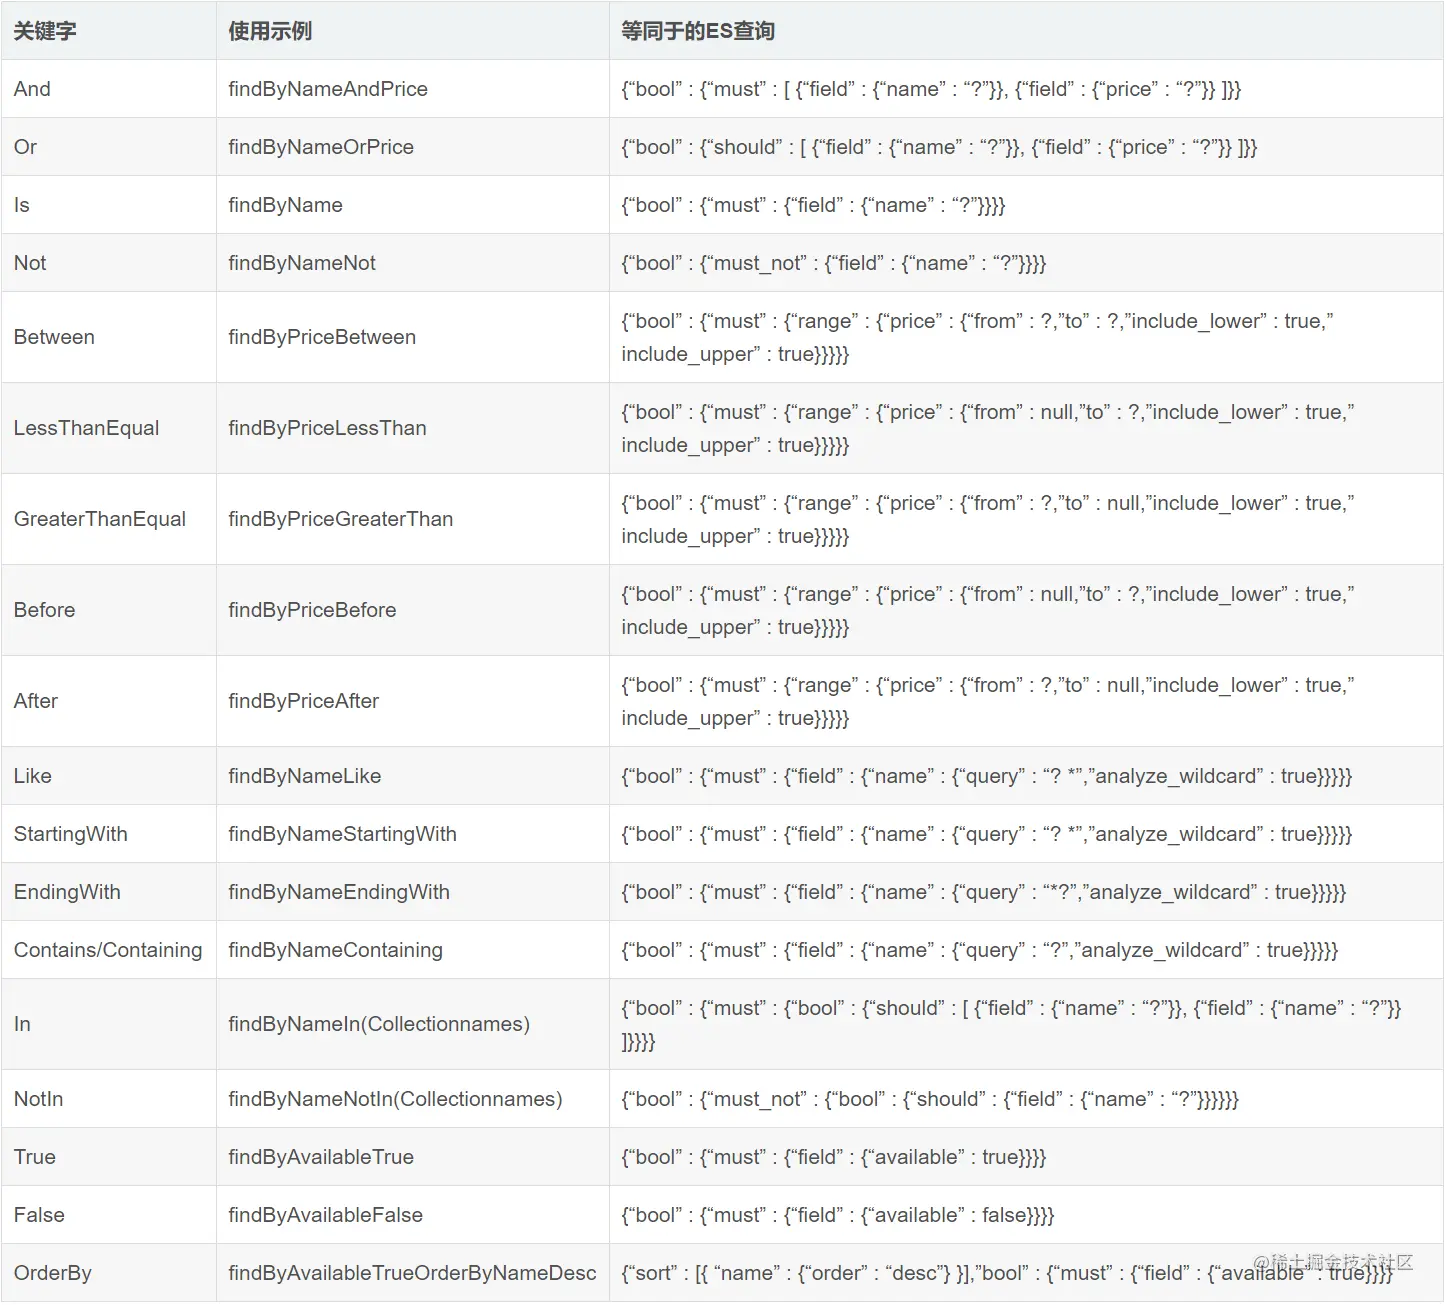 关键字 使用示例 等同于的ES查询
And findByNameAndPrice {“bool” : {“must” : [ {“field” : {“name” : “?”}}, {“field” : {“price” : “?”}} ]}}
Or findByNameOrPrice {“bool” : {“should” : [ {“field” : {“name” : “?”}}, {“field” : {“price” : “?”}} ]}}
Is findByName {“bool” : {“must” : {“field” : {“name” : “?”}}}}
Not findByNameNot {“bool” : {“must_not” : {“field” : {“name” : “?”}}}}
Between findByPriceBetween {“bool” : {“must” : {“range” : {“price” : {“from” : ?,”to” : ?,”include_lower” : true,”
include_upper” : true}}}}}
LessThanEqual findByPriceLessThan {“bool” : {“must” : {“range” : {“price” : {“from” : null,”to” : ?,”include_lower” : true,”
include_upper” : true}}}}}
GreaterThanEqual findByPriceGreaterThan {“bool” : {“must” : {“range” : {“price” : {“from” : ?,”to” : null,”include_lower” : true,”
include_upper” : true}}}}}
Before findByPriceBefore {“bool” : {“must” : {“range” : {“price” : {“from” : null,”to” : ?,”include_lower” : true,”
include_upper” : true}}}}}
After findByPriceAfter {“bool” : {“must” : {“range” : {“price” : {“from” : ?,”to” : null,”include_lower” : true,”
include_upper” : true}}}}}
Like findByNameLike {“bool” : {“must” : {“field” : {“name” : {“query” : “? *”,”analyze_wildcard” : true}}}}}
StartingWith findByNameStartingWith {“bool” : {“must” : {“field” : {“name” : {“query” : “? *”,”analyze_wildcard” : true}}}}}
EndingWith findByNameEndingWith {“bool” : {“must” : {“field” : {“name” : {“query” : “*?”,”analyze_wildcard” : true}}}}}
Contains/Containing findByNameContaining {“bool” : {“must” : {“field” : {“name” : {“query” : “?”,”analyze_wildcard” : true}}}}}
In findByNameIn(Collectionnames) {“bool” : {“must” : {“bool” : {“should” : [ {“field” : {“name” : “?”}}, {“field” : {“name” : “?”}}
]}}}}
NotIn findByNameNotIn(Collectionnames) {“bool” : {“must_not” : {“bool” : {“should” : {“field” : {“name” : “?”}}}}}}
True findByAvailableTrue {“bool” : {“must” : {“field” : {“available” : true}}}}
False findByAvailableFalse {“bool” : {“must” : {“field” : {“available” : false}}}}
OrderBy findByAvailableTrueOrderByNameDesc {“sort” : [{ “name” : {“order” : “desc”} }],”bool” : {“must” : {“field” : {“available” : true}}}}
@稀土掘金技术社区